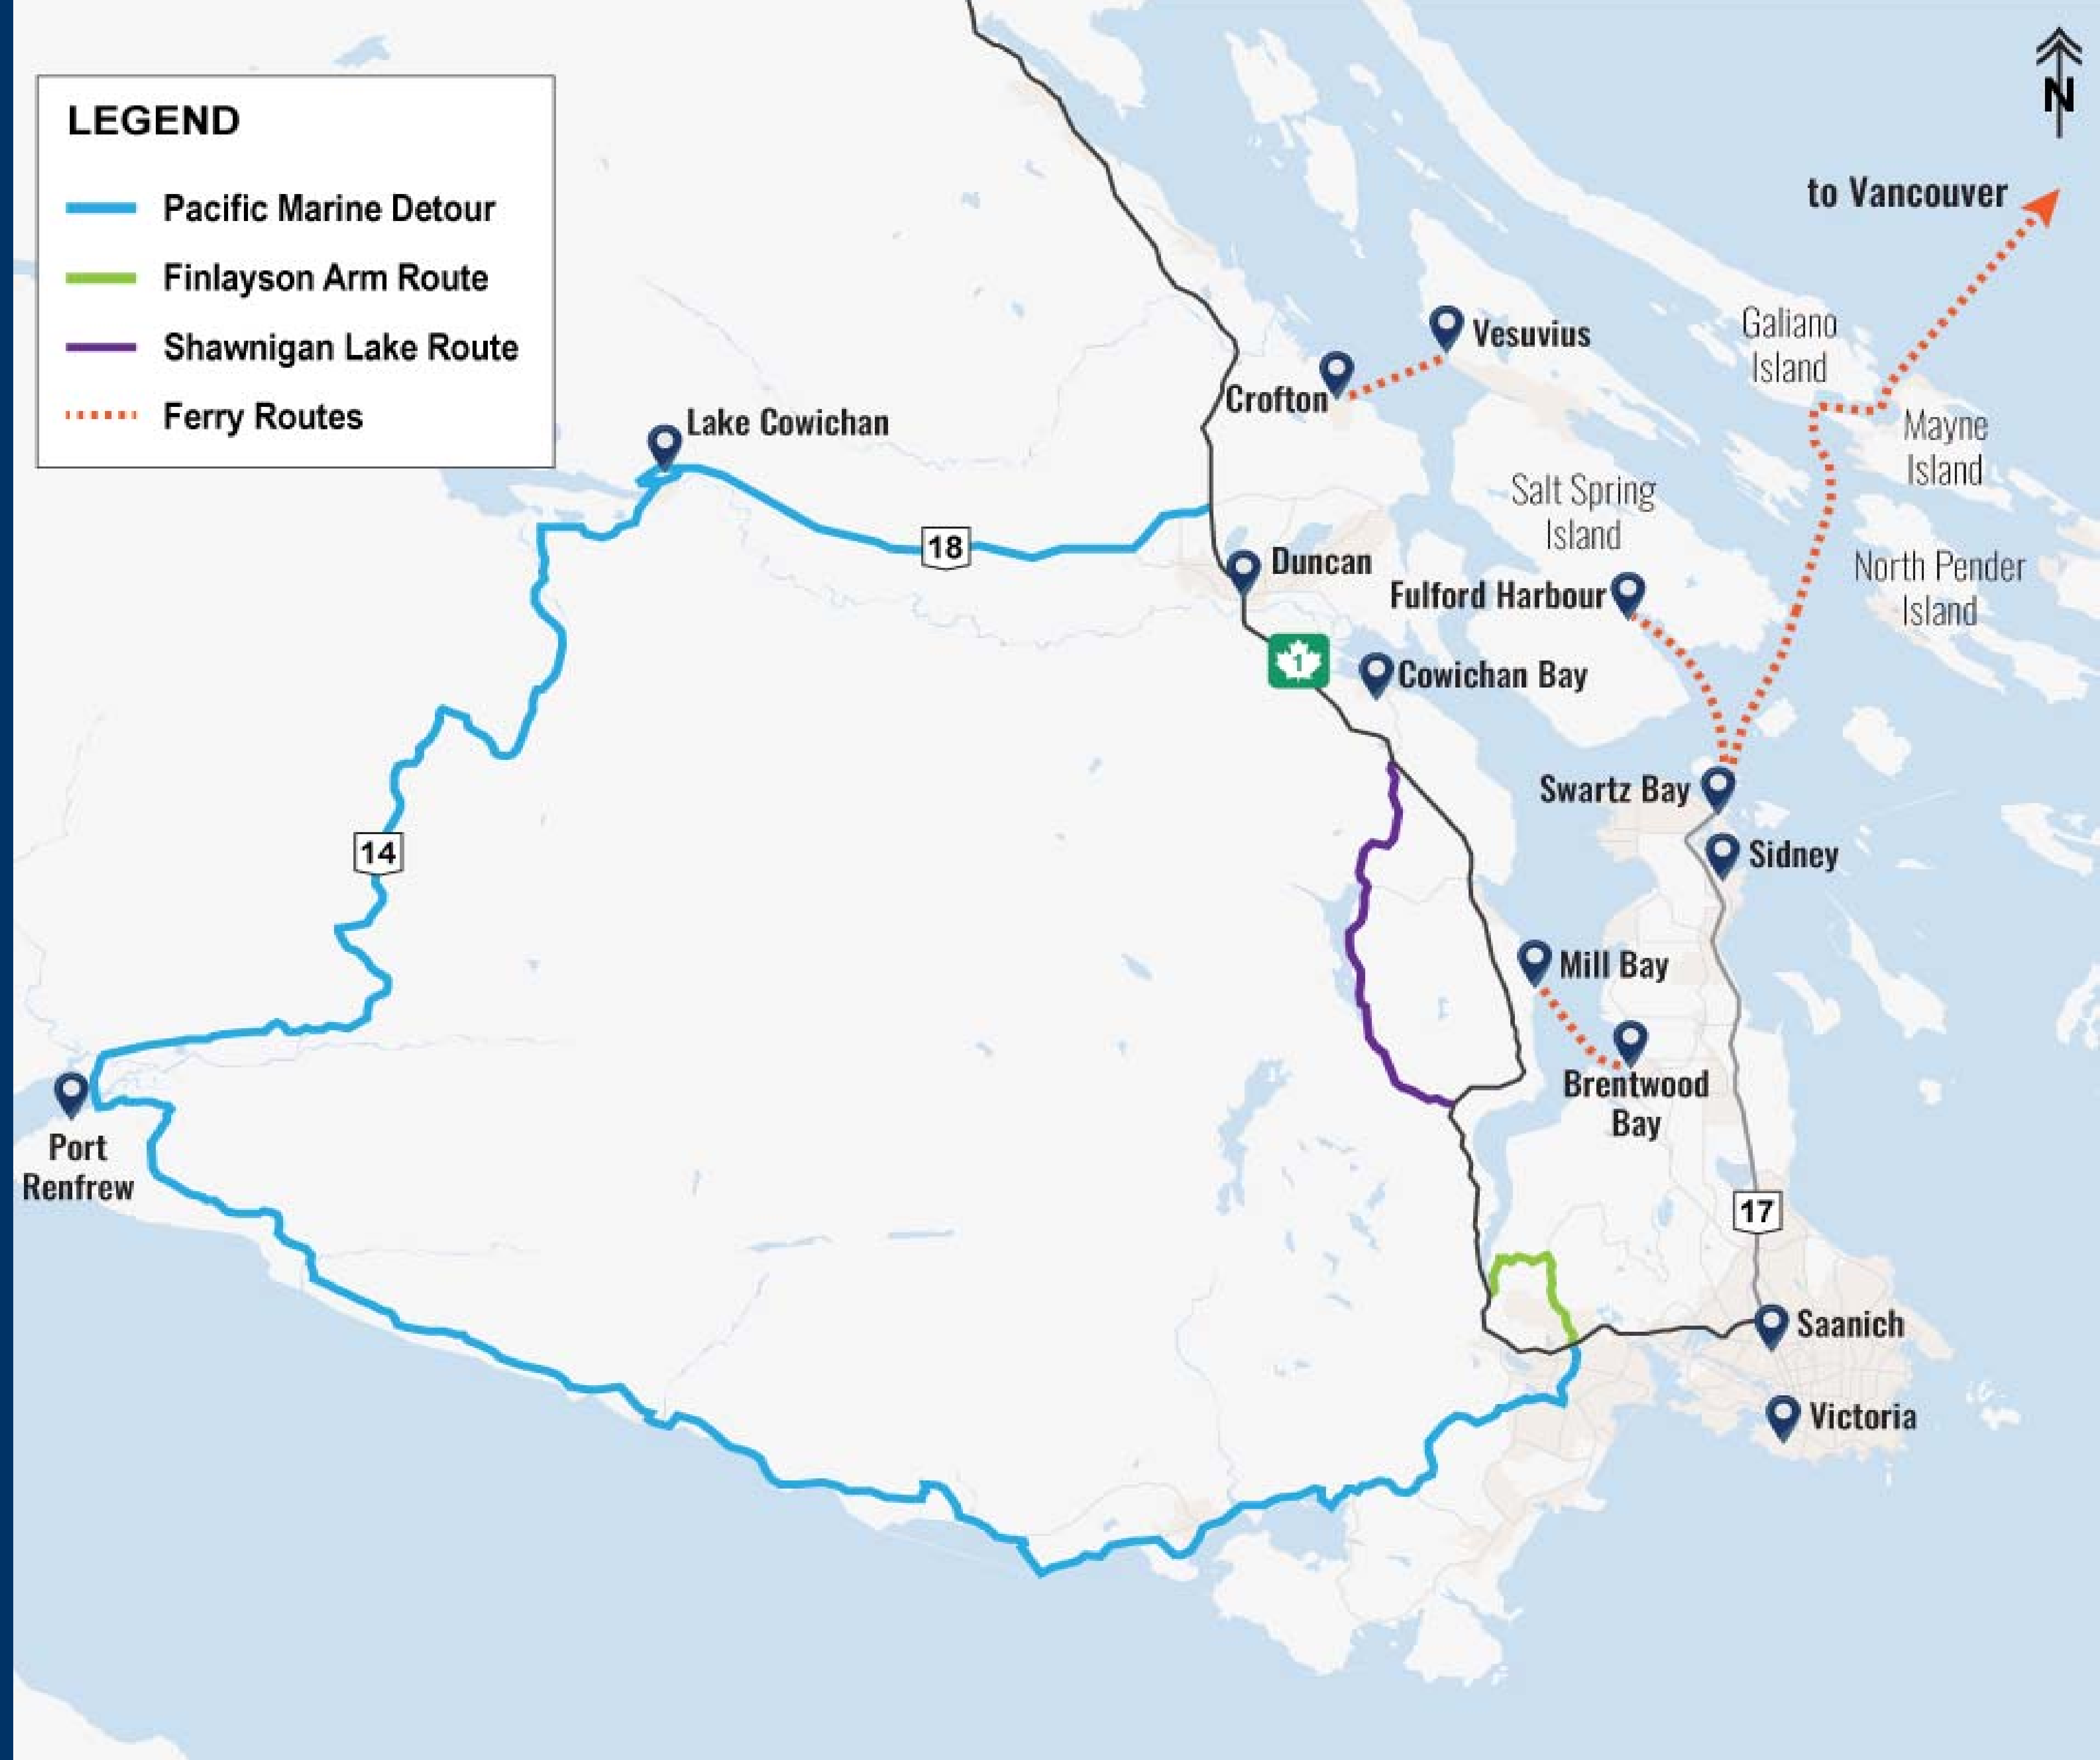 LEGEND
Pacific Marine Detour
Finlayson Arm Route
Shawnigan Lake Route
Ferry Routes
N
to Vancouver
Vesuvius
Crofton
Galiano
Island
Mayne
Island
Lake Cowichan
Salt Spring
Island
18
Duncan
Fulford Harbour
North Pender
Island
1
Cowichan Bay
Swartz Bay
14
Sidney
Mill Bay
Brentwood
Bay
Port
Renfrew
17
Saanich
Victoria